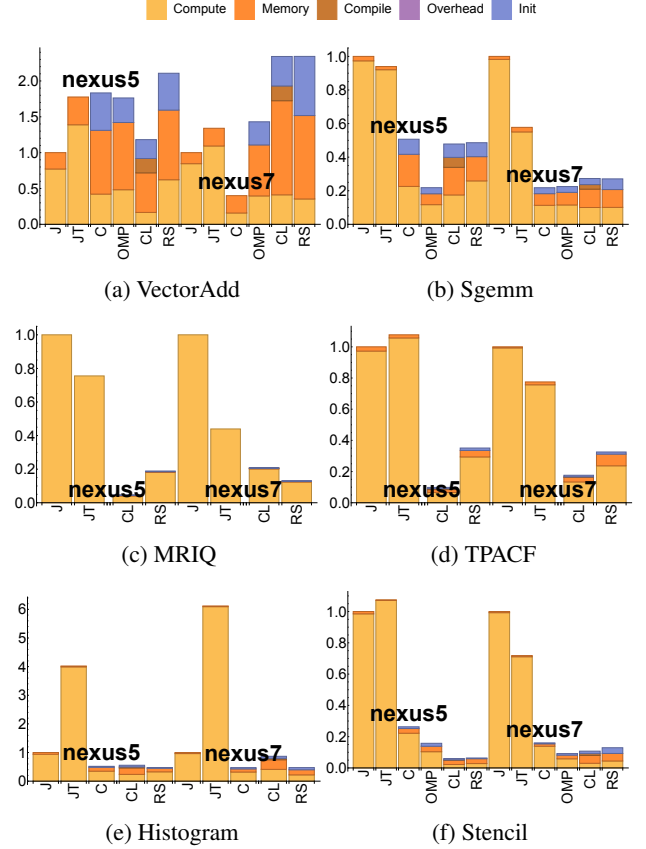 Compute Memory Compile Overhead Init
2.0
1.5
1.0
0.5
0.0
nexus5
nexus7
J JT C OMP CL RS J JT C OMP CL RS
(a) VectorAdd
1.0
0.8
0.6
0.4
0.2
0.0
nexus5
nexus7
J JT C OMP CL RS J JT C OMP CL RS
(b) Sgemm
1.0
0.8
0.6
0.4
0.2
0.0
nexus5
nexus7
J JT CL RS J JT CL RS
(c) MRIQ
1.0
0.8
0.6
0.4
0.2
0.0
nexus5
nexus7
J JT CL RS J JT CL RS
(d) TPACF
6
5
4
3
2
1
0
nexus5
nexus7
J JT C CL RS J JT C CL RS
(e) Histogram
1.0
0.8
0.6
0.4
0.2
0.0
nexus5
nexus7
J JT C OMP CL RS J JT C OMP CL RS
(f) Stencil